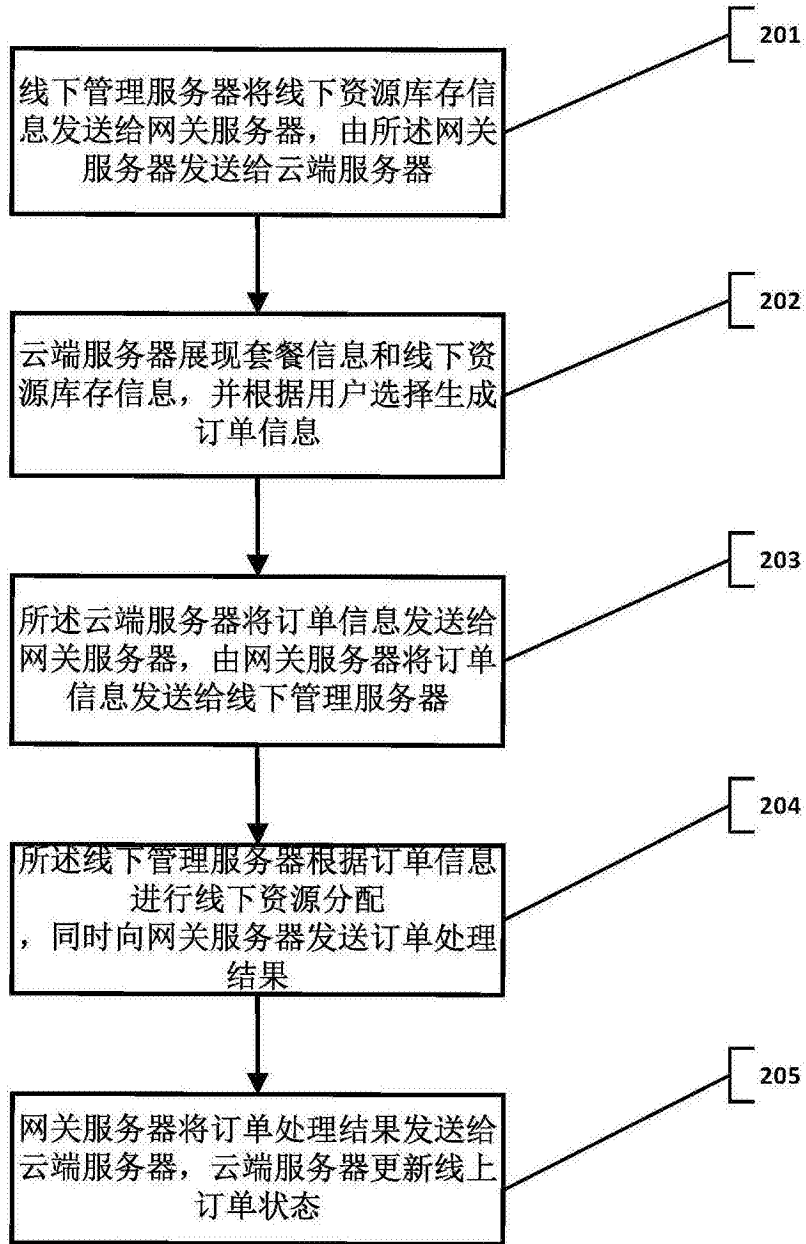 201
线下管理服务器将线下资源库存信
息发送给网关服务器，由所述网关
服务器发送给云端服务器
202
云端服务器展现套餐信息和线下资
源库存信息，并根据用户选择生成
订单信息
203
所述云端服务器将订单信息发送给
网关服务器，由网关服务器将订单
信息发送给线下管理服务器
204
所述线下管理服务器根据订单信息
进行线下资源分配
，同时向网关服务器发送订单处理
结果
205
网关服务器将订单处理结果发送给
云端服务器，云端服务器更新线上
订单状态